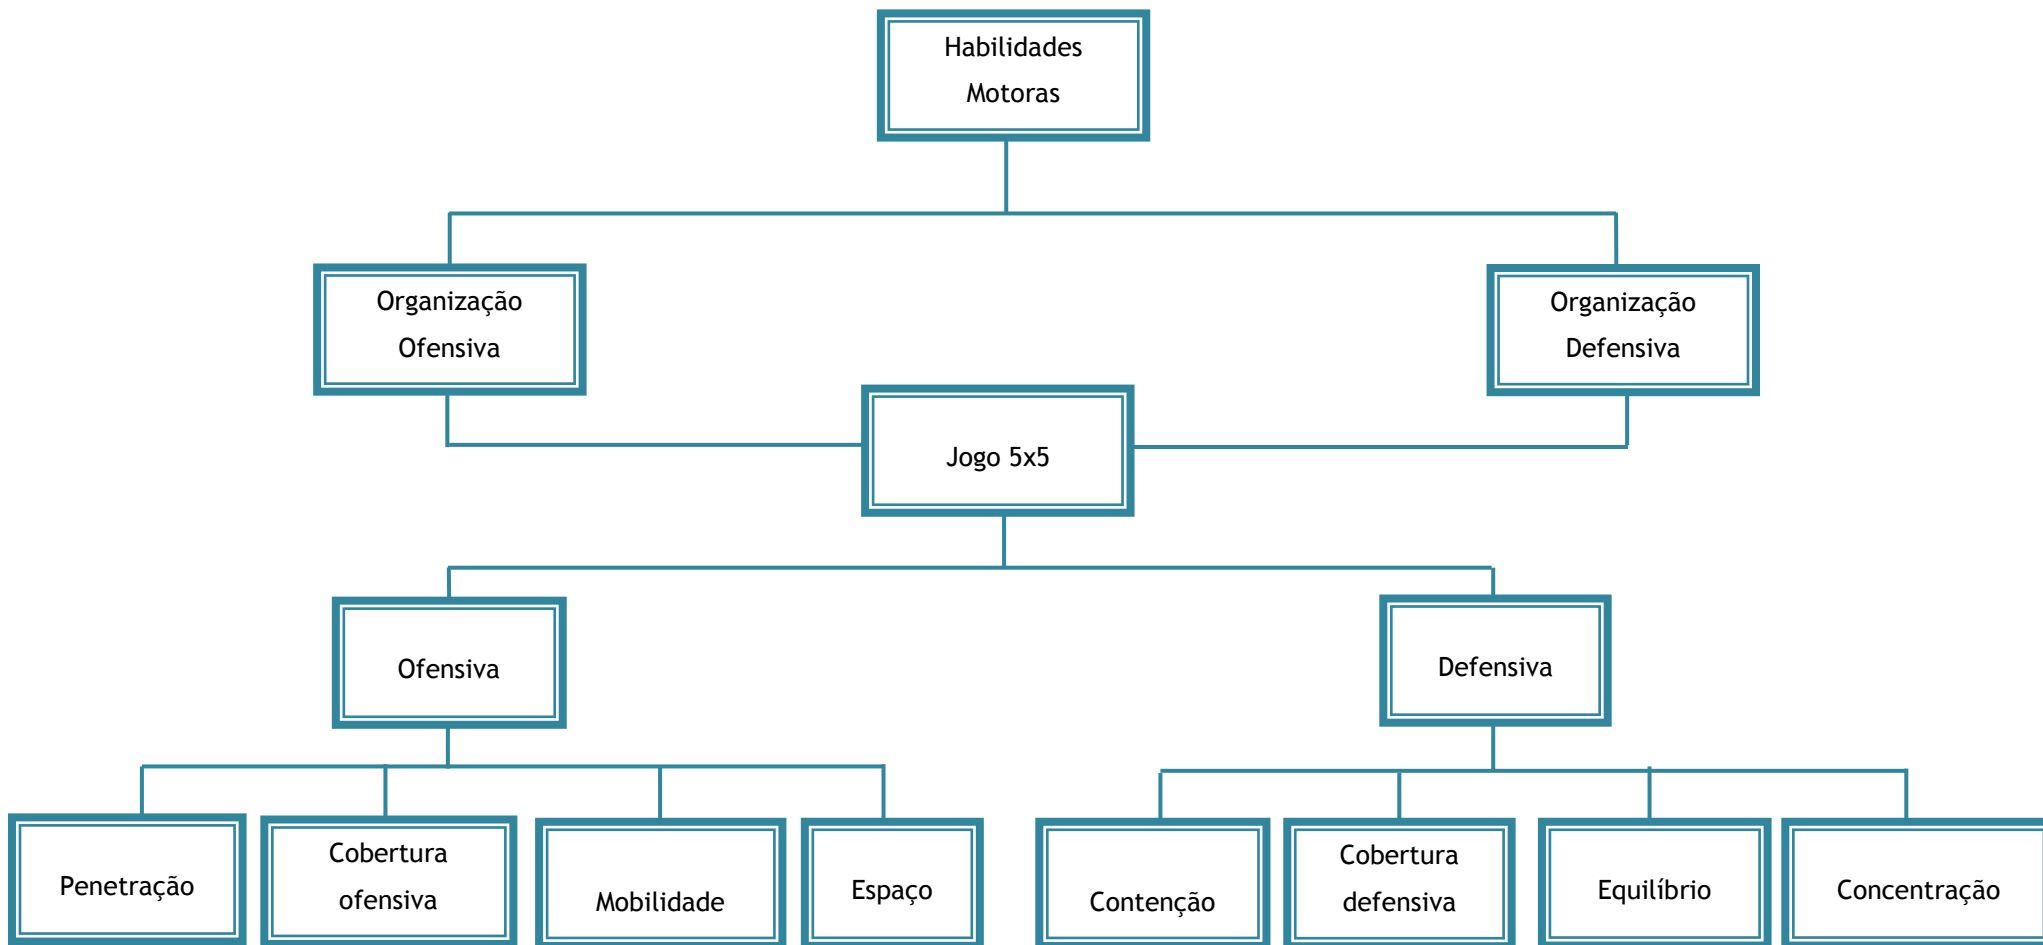 Habilidades
Motoras
Organização
Ofensiva
Organização
Defensiva
Jogo 5x5
Ofensiva
Defensiva
Penetração
Cobertura
ofensiva
Mobilidade
Espaço
Contenção
Cobertura
defensiva
Equilíbrio
Concentração